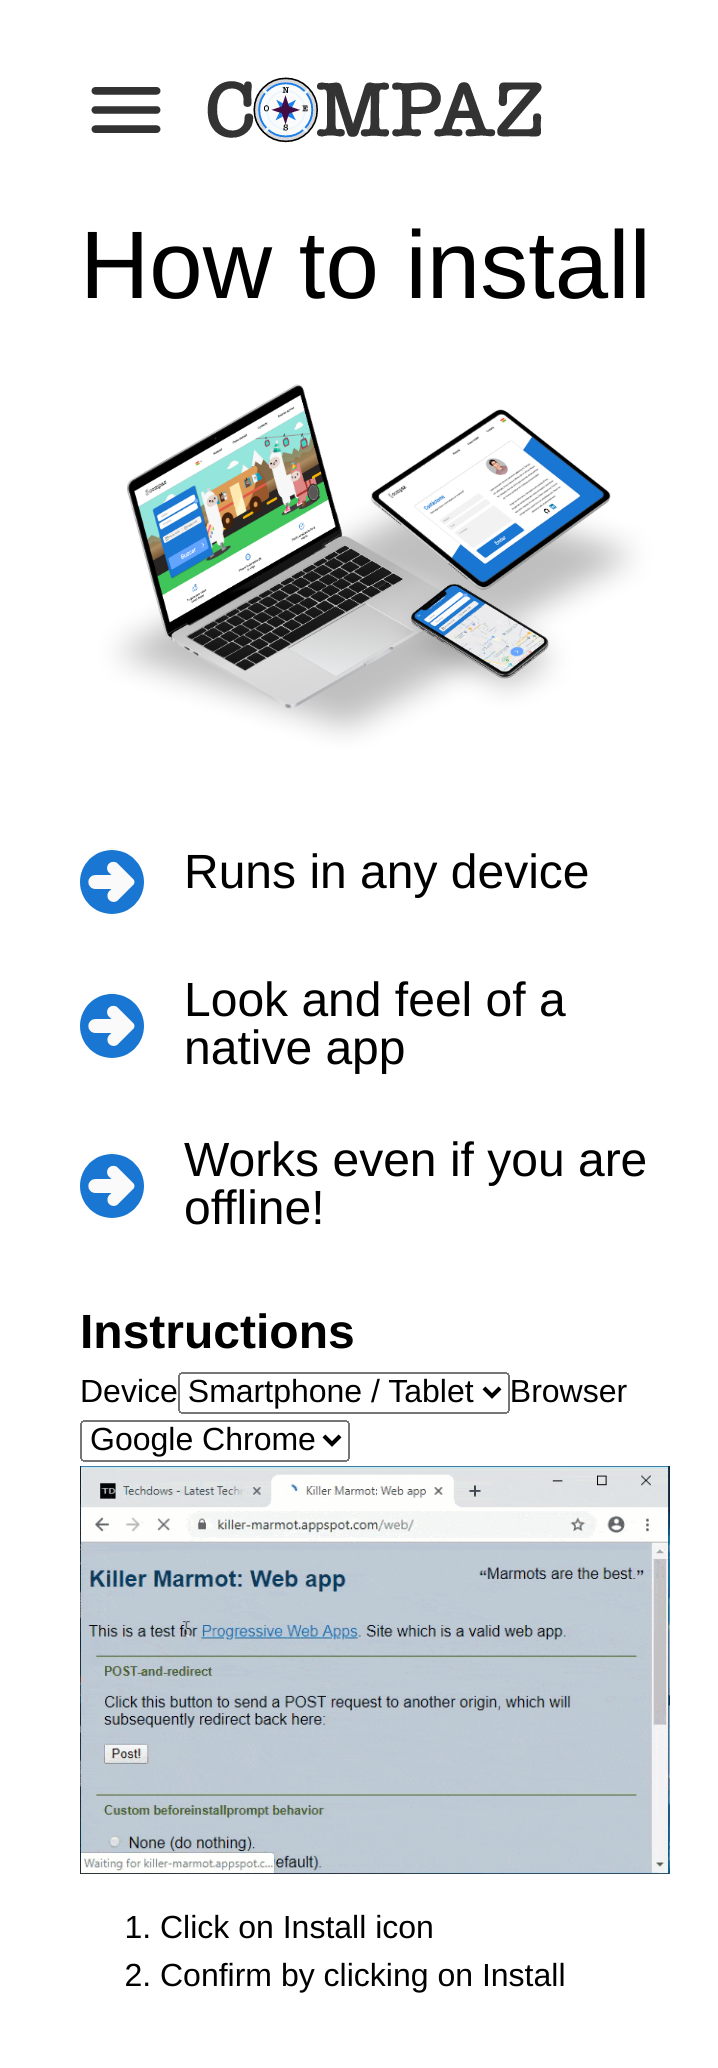 COMPAZ
How to install
Buscar
Contáctanos
Enviar
Runs in any device
Look and feel of a
native app
Works even if you are
offline!
Instructions
Device Smartphone / Tablet Browser
Google Chrome
TD Techdows - Latest Tech Killer Marmot: Web app
killer-marmot.appspot.com/web/
Killer Marmot: Web app “Marmots are the best.”
This is a test for Progressive Web Apps. Site which is a valid web app.
POST-and-redirect
Click this button to send a POST request to another origin, which will
subsequently redirect back here:
Post!
Custom beforeinstallprompt behavior
None (do nothing).
Waiting for killer-marmot.appspot.c... efault).
1. Click on Install icon
2. Confirm by clicking on Install